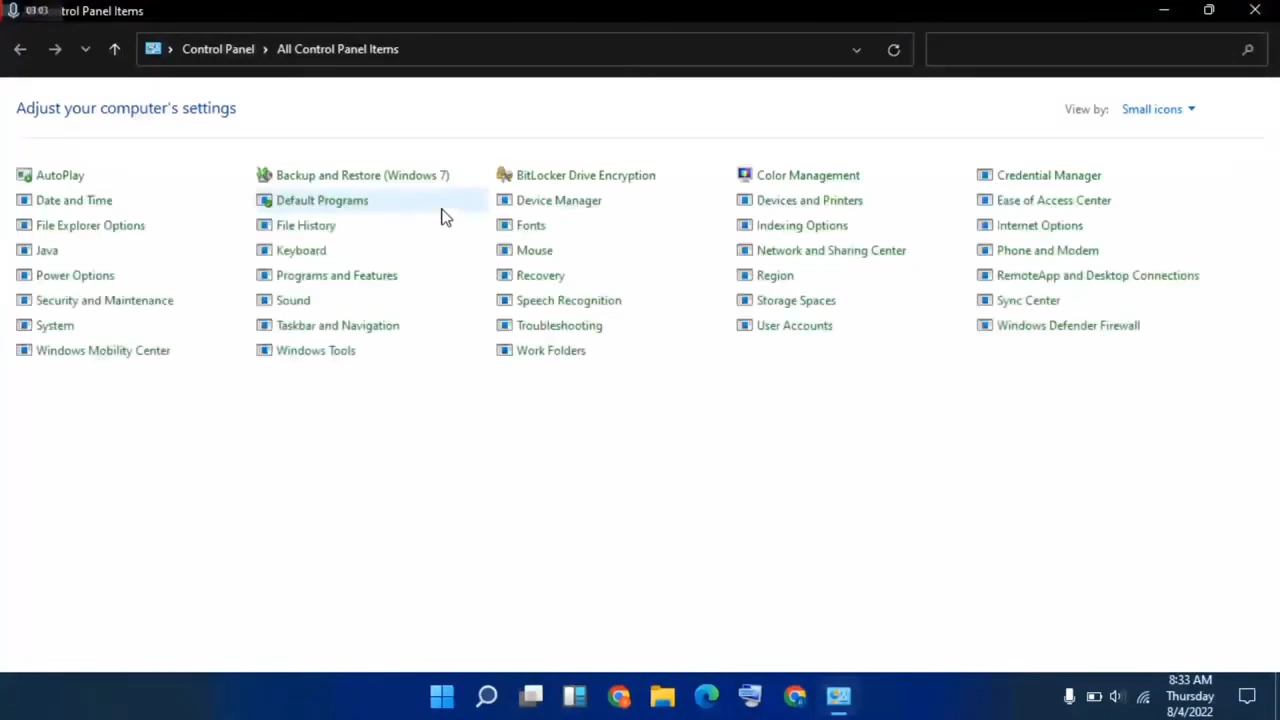 03:03
trol Panel Items
Control Panel > All Control Panel Items
Adjust your computer's settings
View by: Small icons
AutoPlay
Backup and Restore (Windows 7)
BitLocker Drive Encryption
Color Management
Credential Manager
Date and Time
Default Programs
Device Manager
Devices and Printers
Ease of Access Center
File Explorer Options
File History
Fonts
Indexing Options
Internet Options
Java
Keyboard
Mouse
Network and Sharing Center
Phone and Modem
Power Options
Programs and Features
Recovery
Region
RemoteApp and Desktop Connections
Security and Maintenance
Sound
Speech Recognition
Storage Spaces
Sync Center
System
Taskbar and Navigation
Troubleshooting
User Accounts
Windows Defender Firewall
Windows Mobility Center
Windows Tools
Work Folders
8:33 AM
Thursday
8/4/2022